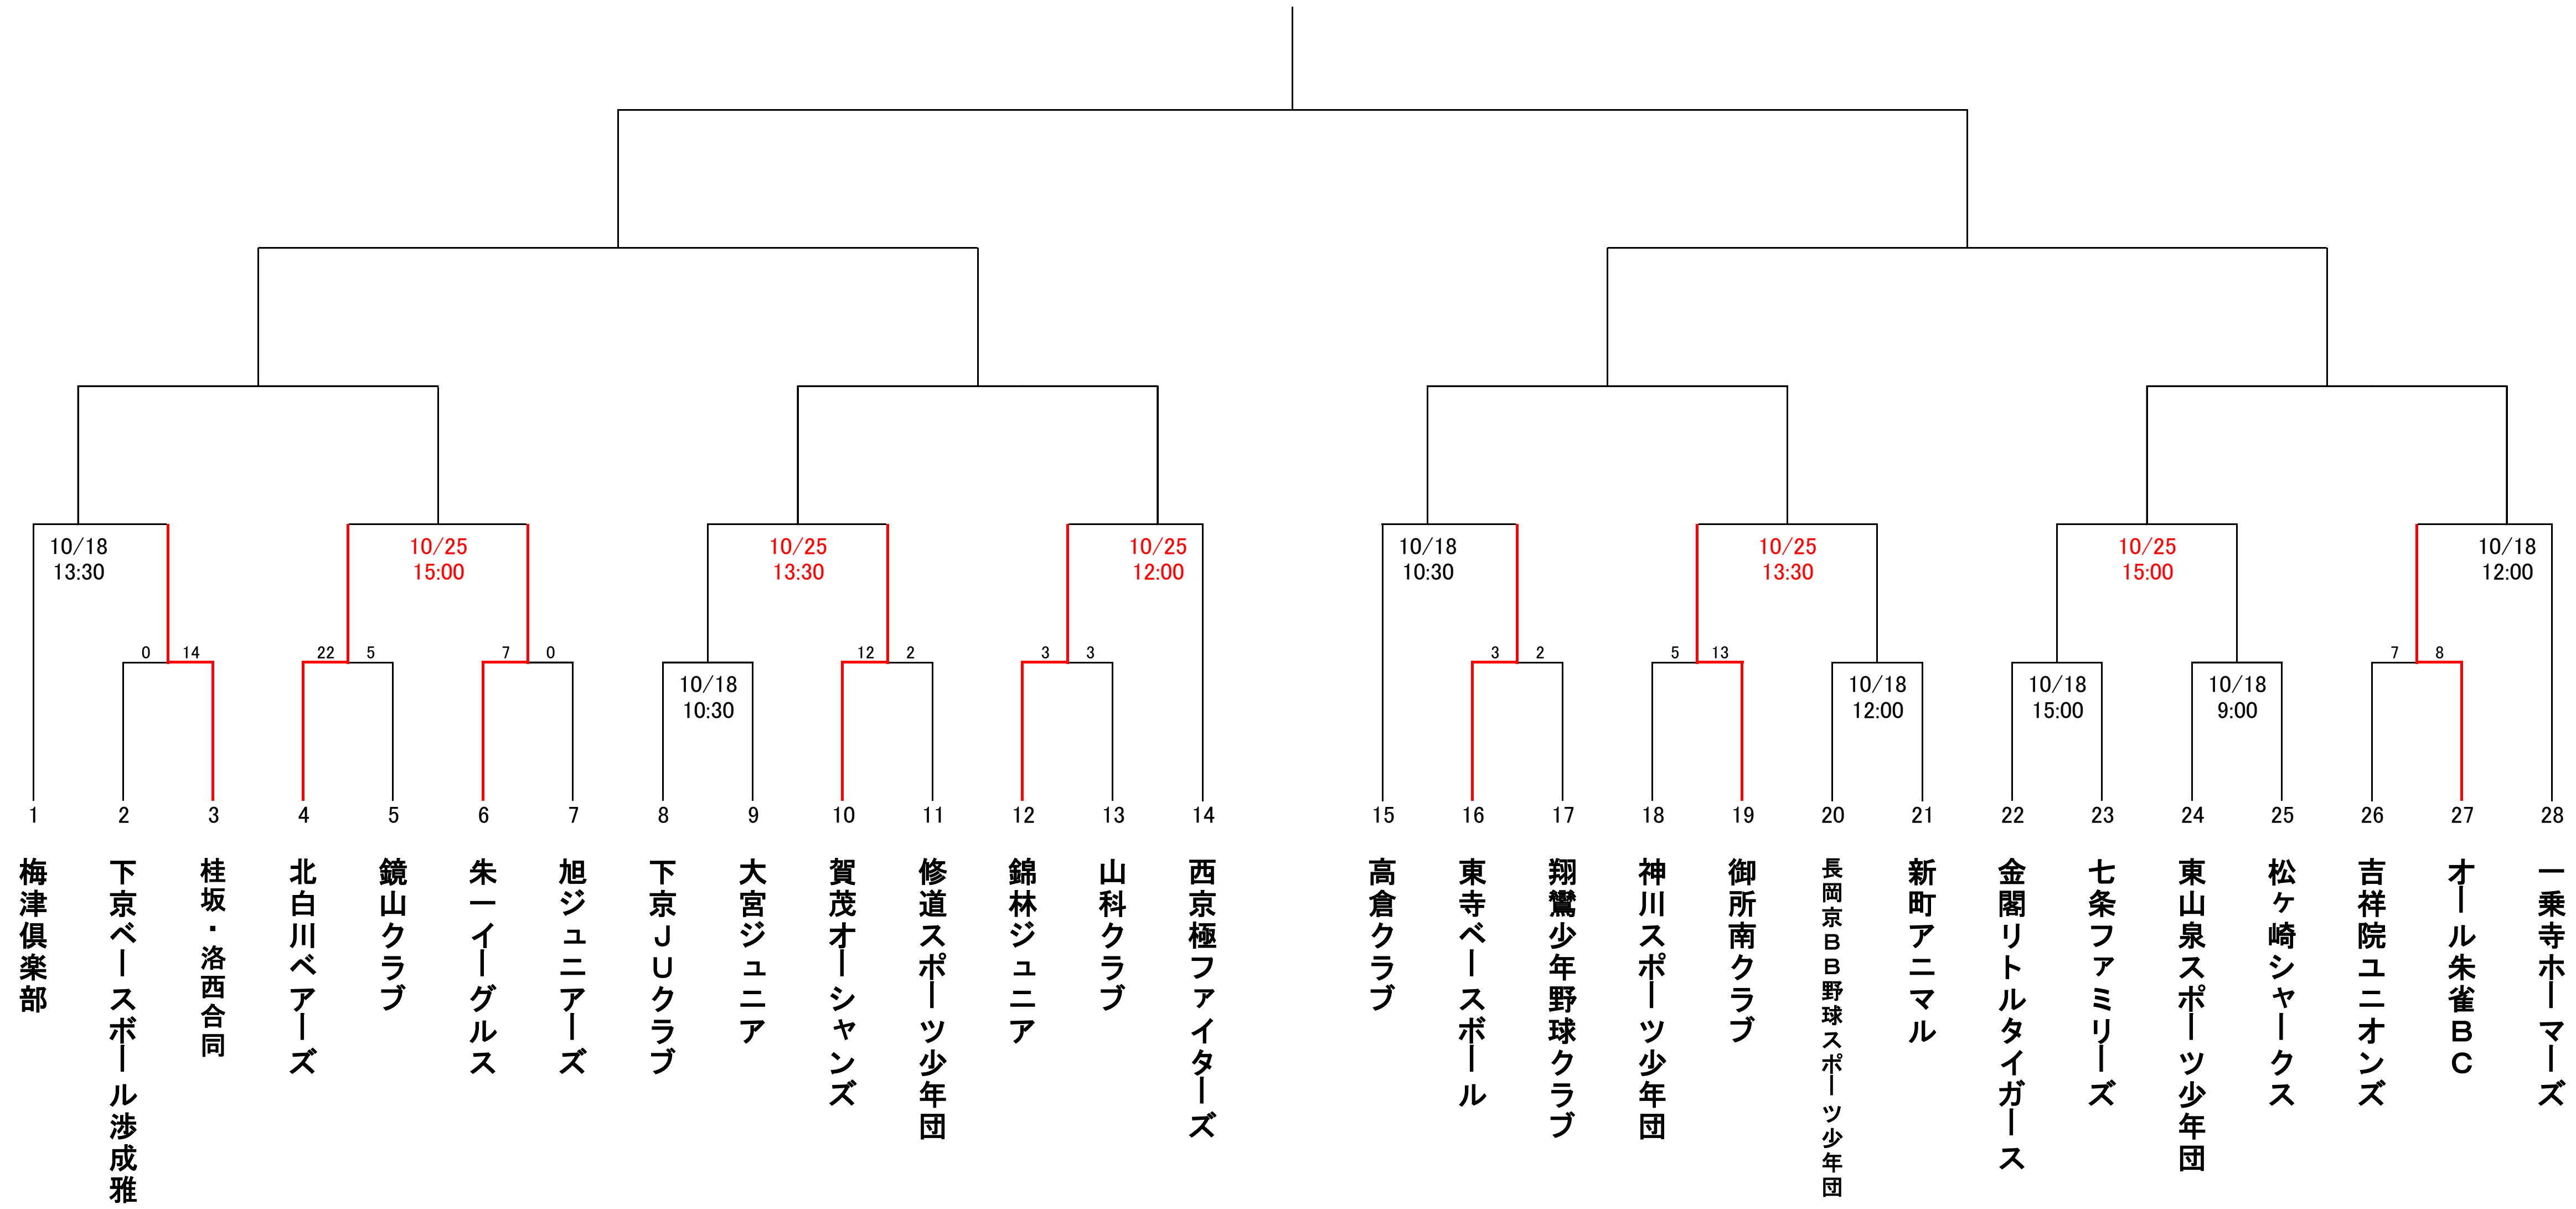 10/18
13:30
10/25
15:00
10/25
13:30
10/25
12:00
10/18
10:30
10/25
13:30
10/25
15:00
10/18
12:00
0 14
22 5
7 0
12 2
3 3
3 2
5 13
7 8
10/18
10:30
10/18
12:00
10/18
15:00
10/18
9:00
1 2 3 4 5 6 7 8 9 10 11 12 13 14 15 16 17 18 19 20 21 22 23 24 25 26 27 28
梅津倶楽部
下京ベースボール渉成雅
桂坂・洛西合同
北白川ベアーズ
鏡山クラブ
朱一イーグルス
旭ジュニアーズ
下京JUクラブ
大宮ジュニア
賀茂オーシャンズ
修道スポーツ少年団
錦林ジュニア
山科クラブ
西京極ファイターズ
高倉クラブ
東寺ベースボール
翔鸞少年野球クラブ
神川スポーツ少年団
御所南クラブ
長岡京BB野球スポーツ少年団
新町アニマル
金閣リトルタイガース
七条ファミリーズ
東山泉スポーツ少年団
松ヶ崎シャークス
吉祥院ユニオンズ
オール朱雀BC
一乗寺ホーマーズ